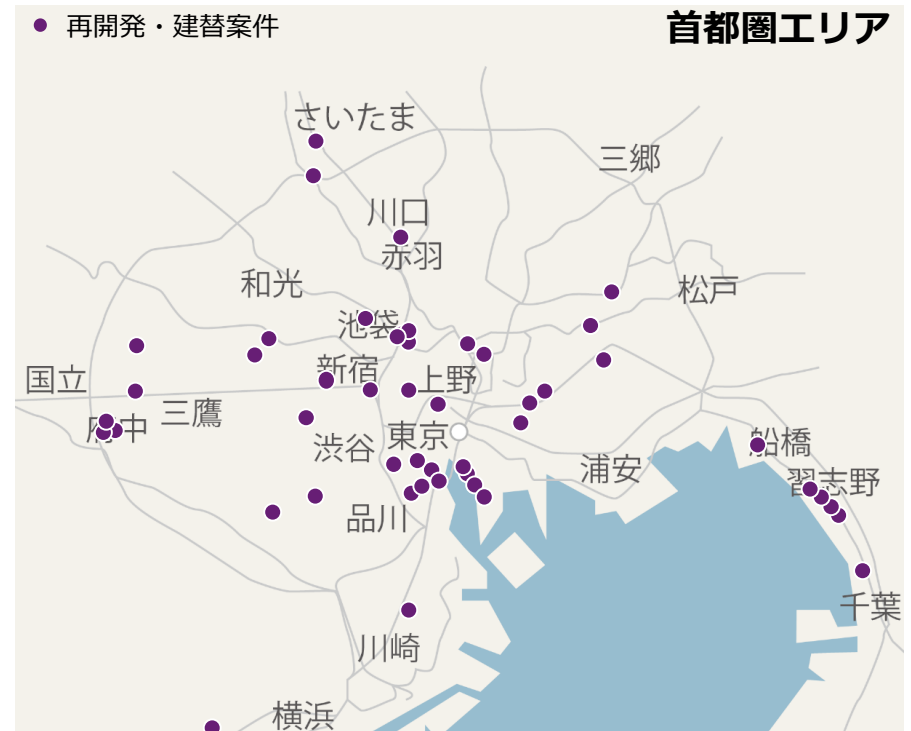 再開発・建替案件
首都圏エリア
さいたま
三郷
川口
赤羽
和光
松戸
池袋
新宿
国立
上野
三鷹
府中
東京
渋谷
船橋
浦安
習志野
品川
千葉
川崎
横浜